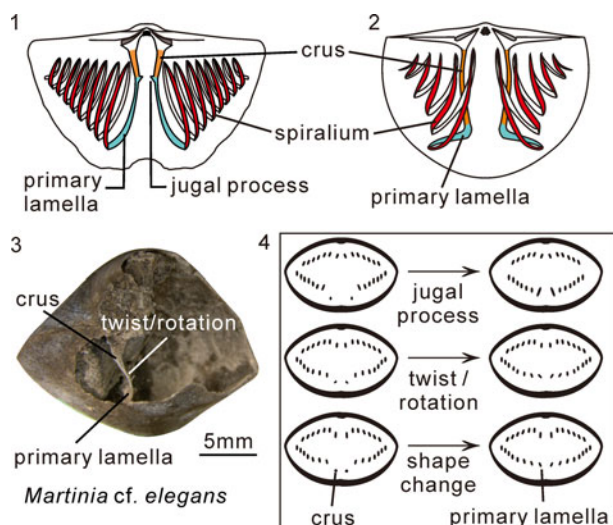 1
crus
2
spiralium
primary
lamella
jugal process
primary lamella
3
crus
twist/rotation
primary lamella
5mm
Martinia cf. elegans
4
jugal
process
twist /
rotation
shape
change
crus
primary lamella